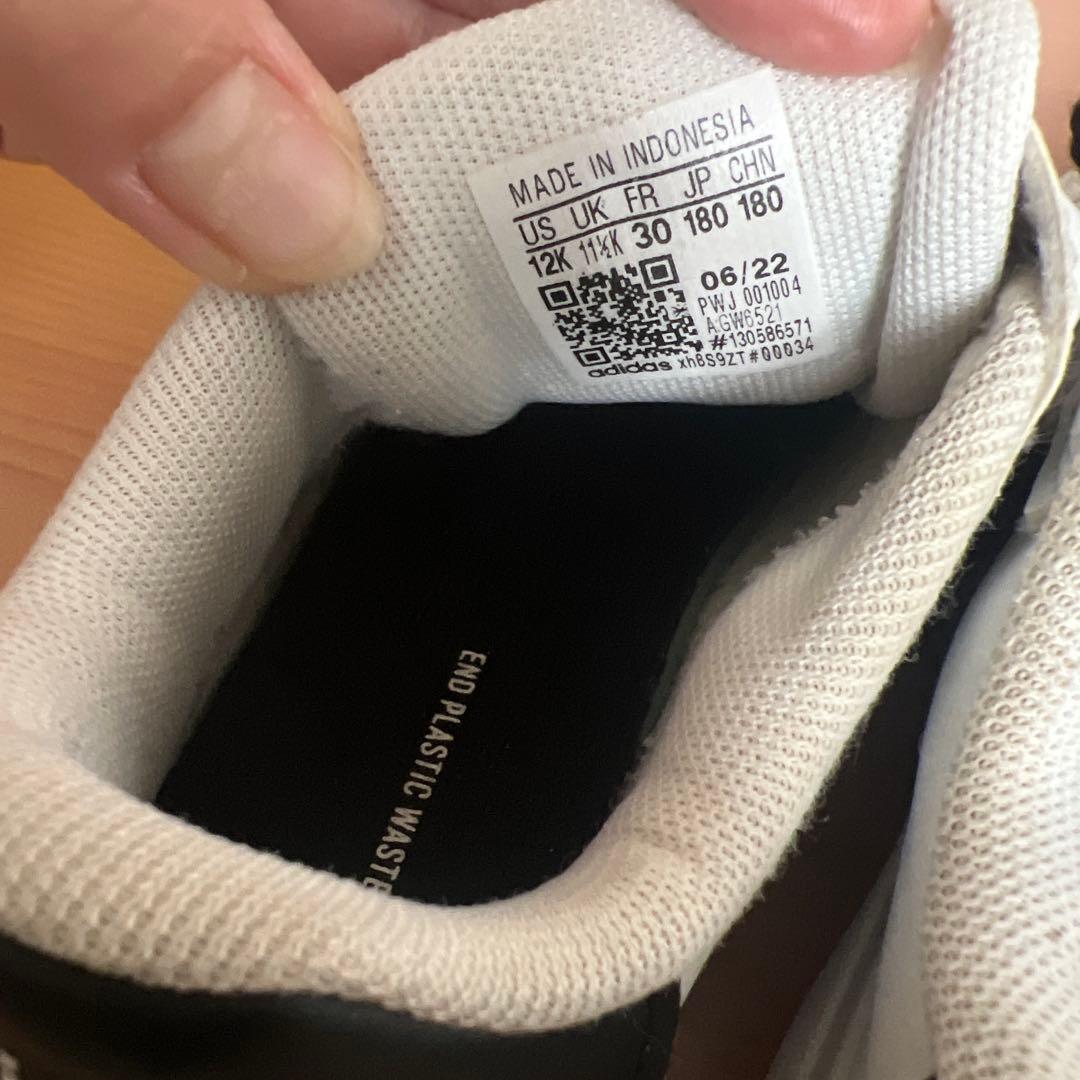 MADE IN INDONESIA
US UK FR JP CHN
12K 11½K 30 180 180
06/22
PWJ 001004
A.GW6521
#130586571
adidas xh8S9ZT#00034
END PLASTIC WASTE